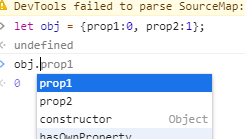 DevTools failed to parse SourceMap:
> let obj = {prop1:0, prop2:1};
undefined
> obj.prop1
0
prop1
prop2
constructor Object
hasOwnProperty